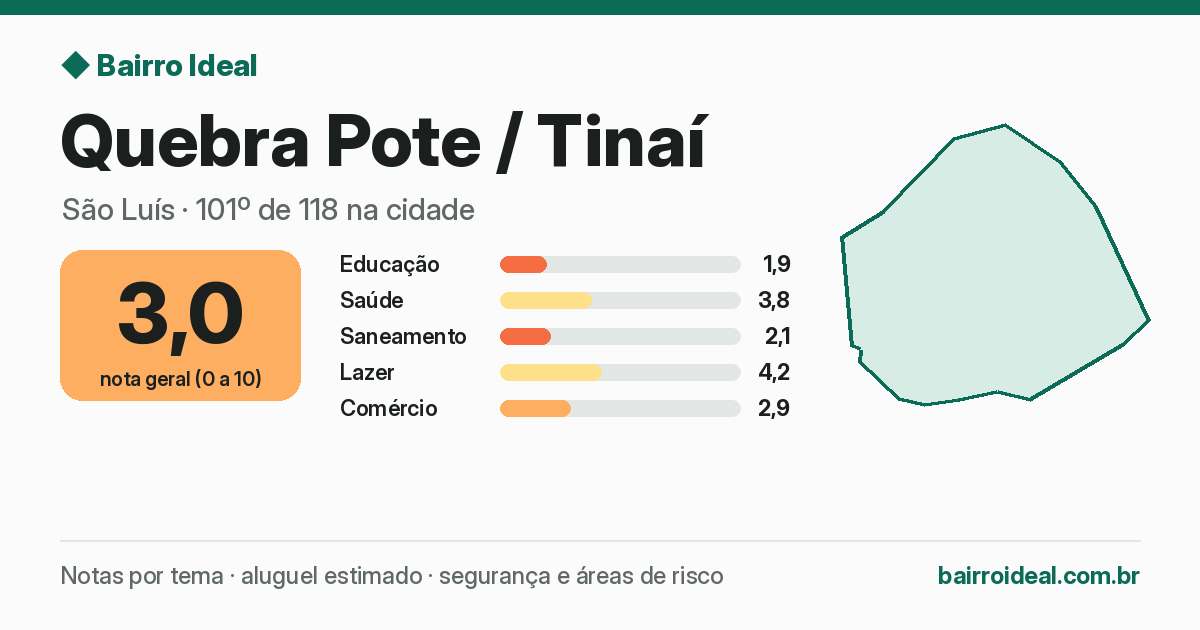 Bairro Ideal
Quebra Pote / Tinaí
São Luís · 101º de 118 na cidade
3,0
nota geral (0 a 10)
Educação 1,9
Saúde 3,8
Saneamento 2,1
Lazer 4,2
Comércio 2,9
Notas por tema · aluguel estimado · segurança e áreas de risco
bairroideal.com.br